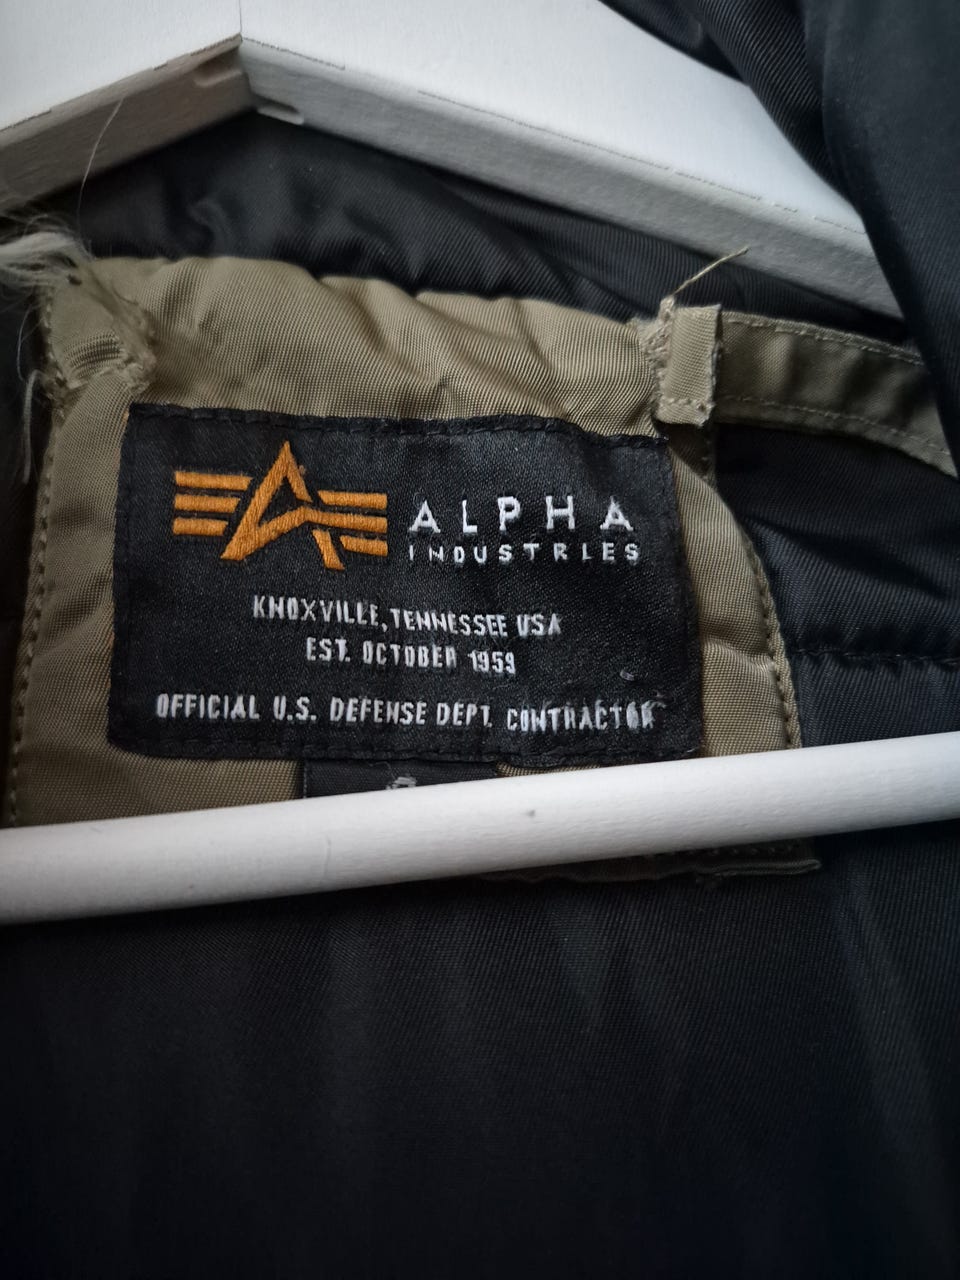 ALPHA
INDUSTRIES
KNOXVILLE, TENNESSEE USA
EST. OCTOBER 1959
OFFICIAL U.S. DEFENSE DEPT. CONTRACTOR